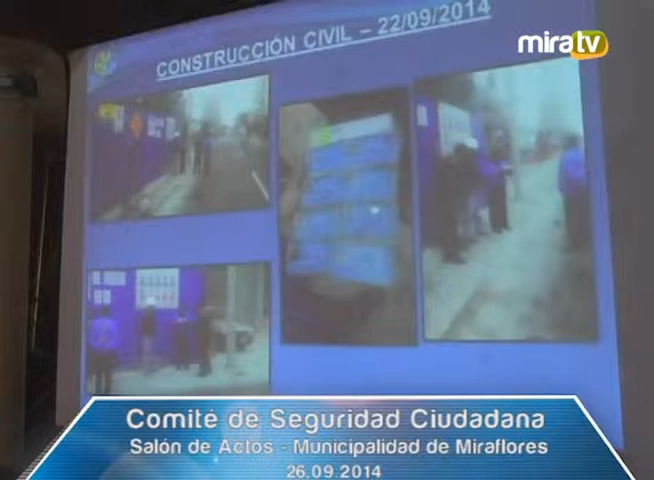 CONSTRUCCIÓN CIVIL – 22/09/2014
miratv
Comité de Seguridad Ciudadana
Salón de Actos - Municipalidad de Miraflores
26.09.2014